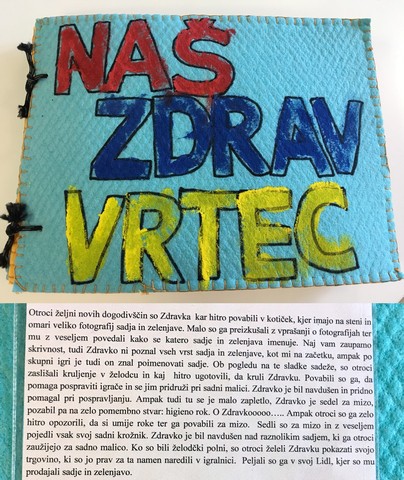 NAŠ
ZDRAV
VRTEC
Otroci željni novih dogodivščin so Zdravka kar hitro povabili v kotiček, kjer imajo na steni in
omari veliko fotografij sadja in zelenjave. Malo so ga preizkušali z vprašanji o fotografijah ter
mu z veseljem povedali kako se katero sadje in zelenjava imenuje. Naj vam zaupamo
skrivnost, tudi Zdravko ni poznal vseh vrst sadja in zelenjave, kot mi na začetku, ampak po
skupni igri je tudi on znal poimenovati sadje. Ob pogledu na te sladke sadeže, so otroci
zaslišali kruljenje v želodcu in kaj hitro ugotovili, da kruli Zdravku. Povabili so ga, da
pomaga pospraviti igrače in se jim pridruži pri sadni malici. Zdravko je bil navdušen in pridno
pomagal pri pospravljanju. Ampak tudi tu se je malo zapletlo, Zdravko je sedel za mizo,
pozabil pa na zelo pomembno stvar: higieno rok. O Zdravkooooo….. Ampak otroci so ga zelo
hitro opozorili, da si umije roke ter ga povabili za mizo. Sedli so za mizo in z veseljem
pojedli vsak svoj sadni krožnik. Zdravko je bil navdušen nad raznolikim sadjem, ki ga otroci
zaužijejo za sadno malico. Ko so bili želodčki polni, so otroci želeli Zdravku pokazati svojo
trgovino, ki so jo prav za ta namen naredili v igralnici. Peljali so ga v svoj Lidl, kjer so mu
prodajali sadje in zelenjavo.